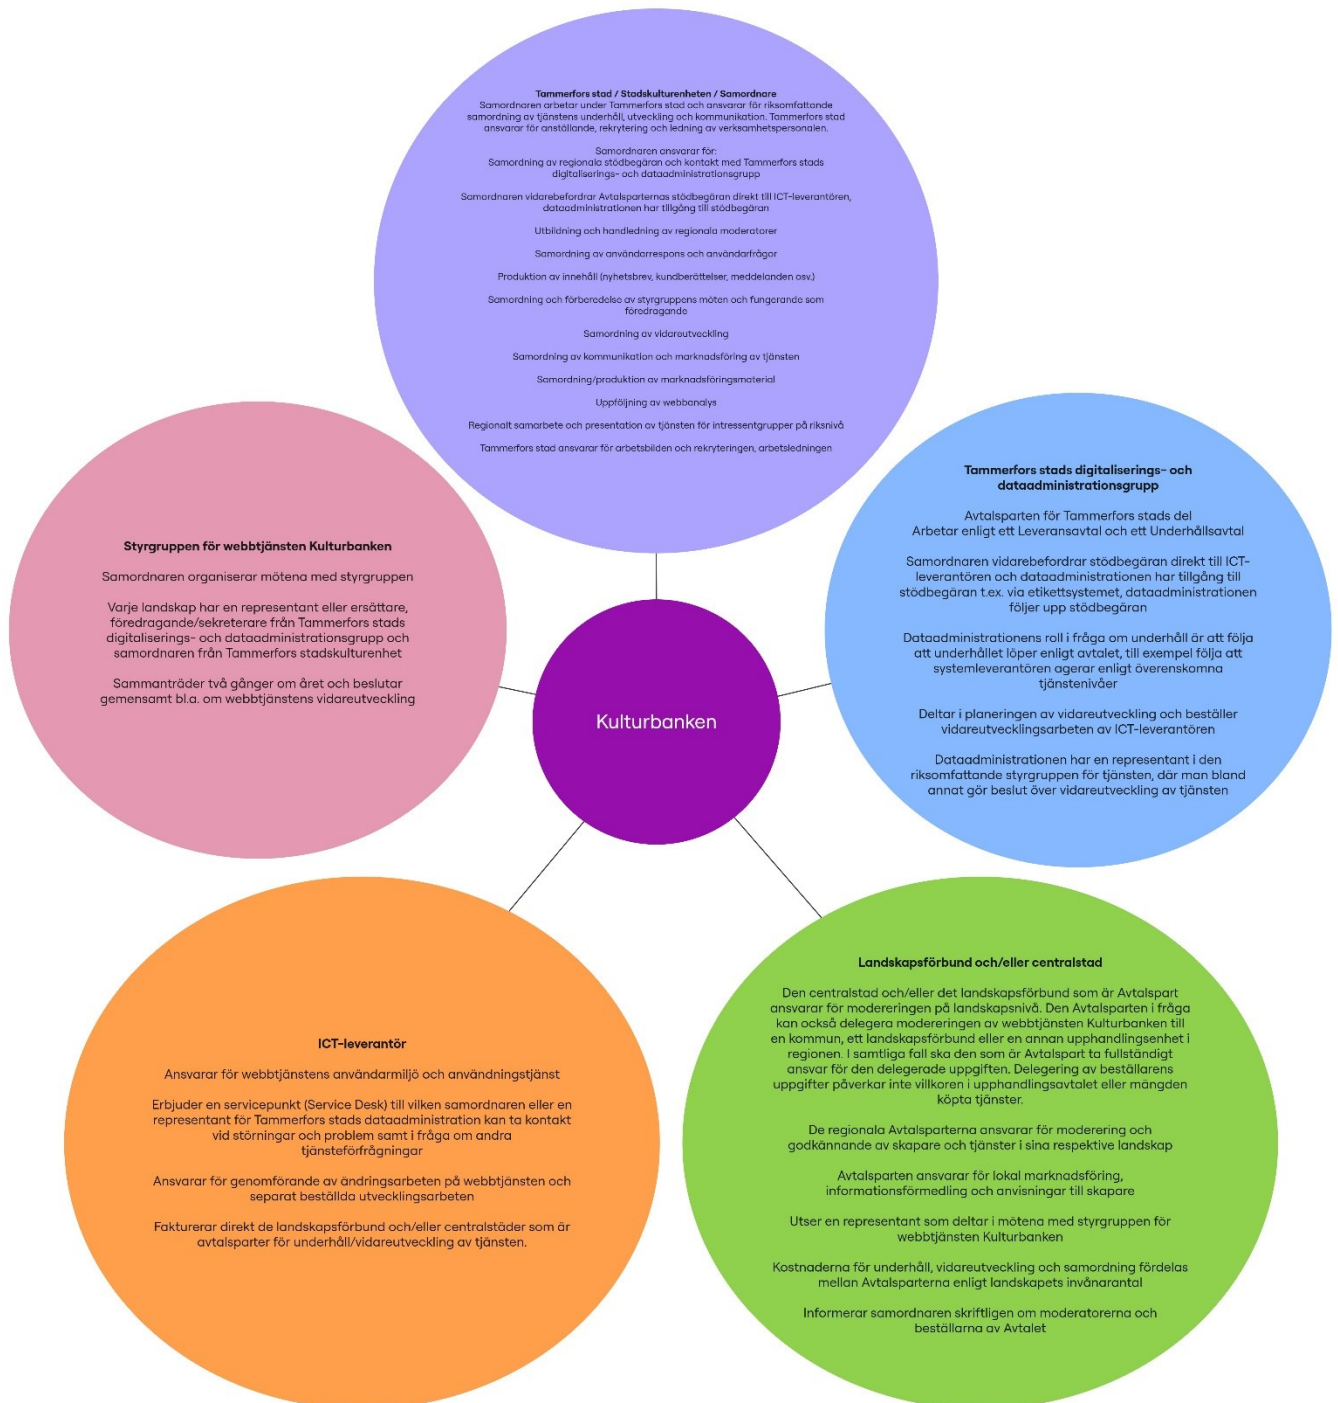 Tammerfors stad / Stadskulturenheten / Samordnare
Samordnaren arbetar under Tammerfors stad och ansvarar för riksomfattande
samordning av tjänstens underhåll, utveckling och kommunikation. Tammerfors stad
ansvarar för anställande, rekrytering och ledning av verksamhetspersonalen.
Samordnaren ansvarar för:
Samordning av regionala stödbegäran och kontakt med Tammerfors stads
digitaliserings- och dataadministrationsgrupp
Samordnaren vidarebefordrar Avtalsparternas stödbegäran direkt till ICT-leverantören,
dataadministrationen har tillgång till stödbegäran
Utbildning och handledning av regionala moderatorer
Samordning av användarrespons och användarfrågor
Produktion av innehåll (nyhetsbrev, kundberättelser, meddelanden osv.)
Samordning och förberedelse av styrgruppens möten och fungerande som
föredragande
Samordning av vidareutveckling
Samordning av kommunikation och marknadsföring av tjänsten
Samordning/produktion av marknadsföringsmaterial
Uppföljning av webbanalys
Regionalt samarbete och presentation av tjänsten för intressentgrupper på riksnivå
Tammerfors stad ansvarar för arbetsbilden och rekryteringen, arbetsledningen
Styrgruppen för webbtjänsten Kulturbanken
Samordnaren organiserar mötena med styrgruppen
Varje landskap har en representant eller ersättare,
föredragande/sekreterare från Tammerfors stads
digitaliserings- och dataadministrationsgrupp och
samordnaren från Tammerfors stadskulturenhet
Sammanträder två gånger om året och beslutar
gemensamt bl.a. om webbtjänstens vidareutveckling
Tammerfors stads digitaliserings- och
dataadministrationsgrupp
Avtalsparten för Tammerfors stads del
Arbetar enligt ett Leveransavtal och ett Underhållsavtal
Samordnaren vidarebefordrar stödbegäran direkt till ICT-
leverantören och dataadministrationen har tillgång till
stödbegäran t.ex. via etikettsystemet, dataadministrationen
följer upp stödbegäran
Dataadministrationens roll i fråga om underhåll är att följa
att underhållet löper enligt avtalet, till exempel följa att
systemleverantören agerar enligt överenskomna
tjänstenivåer
Deltar i planeringen av vidareutveckling och beställer
vidareutvecklingsarbeten av ICT-leverantören
Dataadministrationen har en representant i den
riksomfattande styrgruppen för tjänsten, där man bland
annat gör beslut över vidareutveckling av tjänsten
Kulturbanken
ICT-leverantör
Ansvarar för webbtjänstens användarmiljö och användningstjänst
Erbjuder en servicepunkt (Service Desk) till vilken samordnaren eller en
representant för Tammerfors stads dataadministration kan ta kontakt
vid störningar och problem samt i fråga om andra
tjänsteförfrågningar
Ansvarar för genomförande av ändringsarbeten på webbtjänsten och
separat beställda utvecklingsarbeten
Fakturerar direkt de landskapsförbund och/eller centralstäder som är
avtalsparter för underhåll/vidareutveckling av tjänsten.
Landskapsförbund och/eller centralstad
Den centralstad och/eller det landskapsförbund som är Avtalspart
ansvarar för modereringen på landskapsnivå. Den Avtalsparten i fråga
kan också delegera modereringen av webbtjänsten Kulturbanken till
en kommun, ett landskapsförbund eller en annan upphandlingsenhet i
regionen. I samtliga fall ska den som är Avtalspart ta fullständigt
ansvar för den delegerade uppgiften. Delegering av beställarens
uppgifter påverkar inte villkoren i upphandlingsavtalet eller mängden
köpta tjänster.
De regionala Avtalsparterna ansvarar för moderering och
godkännande av skapare och tjänster i sina respektive landskap
Avtalsparten ansvarar för lokal marknadsföring,
informationsförmedling och anvisningar till skapare
Utser en representant som deltar i mötena med styrgruppen för
webbtjänsten Kulturbanken
Kostnaderna för underhåll, vidareutveckling och samordning fördelas
mellan Avtalsparterna enligt landskapets invånarantal
Informerar samordnaren skriftligen om moderatorerna och
beställarna av Avtalet